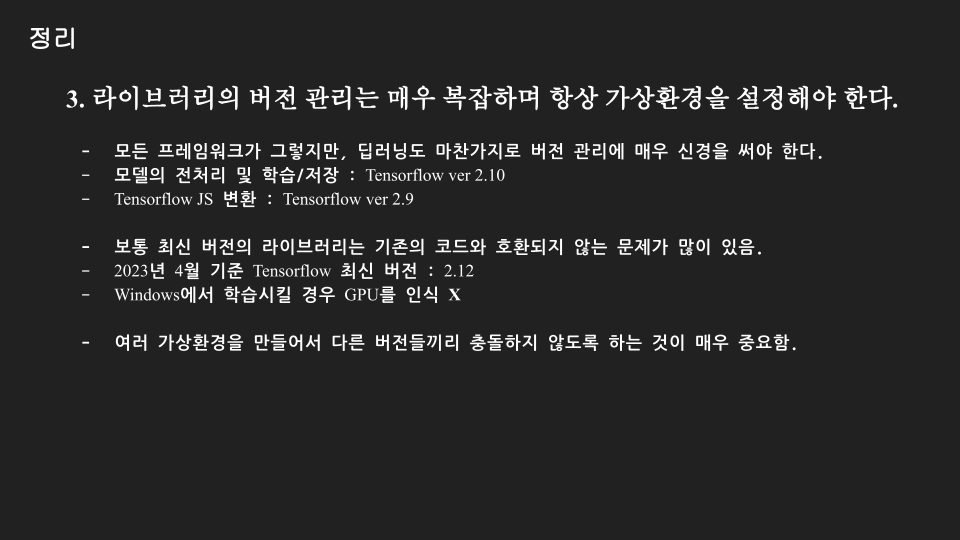 정리
3. 라이브러리의 버전 관리는 매우 복잡하며 항상 가상환경을 설정해야 한다.
- 모든 프레임워크가 그렇지만, 딥러닝도 마찬가지로 버전 관리에 매우 신경을 써야 한다.
- 모델의 전처리 및 학습/저장 : Tensorflow ver 2.10
- Tensorflow JS 변환 : Tensorflow ver 2.9
- 보통 최신 버전의 라이브러리는 기존의 코드와 호환되지 않는 문제가 많이 있음.
- 2023년 4월 기준 Tensorflow 최신 버전 : 2.12
- Windows에서 학습시킬 경우 GPU를 인식 X
- 여러 가상환경을 만들어서 다른 버전들끼리 충돌하지 않도록 하는 것이 매우 중요함.